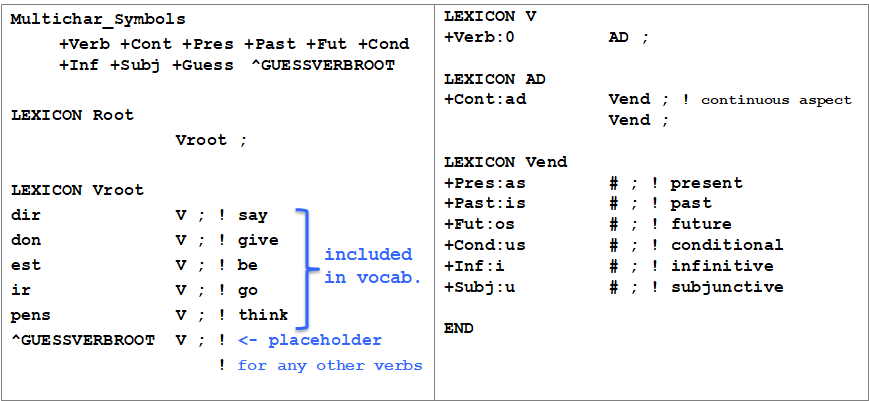 Multichar_Symbols
+Verb +Cont +Pres +Past +Fut +Cond
+Inf +Subj +Guess ^GUESSVERBROOT
LEXICON Root
Vroot ;
LEXICON Vroot
dir V ; ! say
don V ; ! give
est V ; ! be
ir V ; ! go
pens V ; ! think
included
in vocab.
^GUESSVERBROOT V ; ! <- placeholder
! for any other verbs
LEXICON V
+Verb:0 AD ;
LEXICON AD
+Cont:ad Vend ; ! continuous aspect
Vend ;
LEXICON Vend
+Pres:as # ; ! present
+Past:is # ; ! past
+Fut:os # ; ! future
+Cond:us # ; ! conditional
+Inf:i # ; ! infinitive
+Subj:u # ; ! subjunctive
END